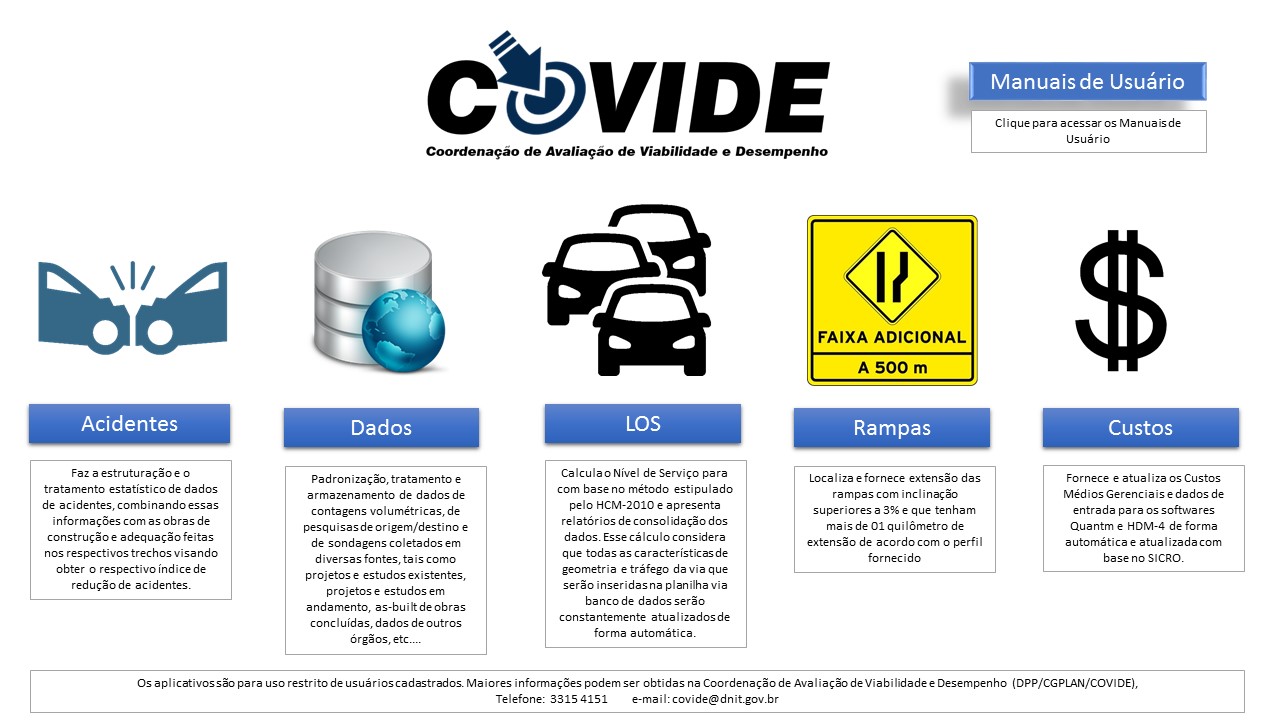 COVIDE
Coordenação de Avaliação de Viabilidade e Desempenho
Manuais de Usuário
Clique para acessar os Manuais de
Usuário
FAIXA ADICIONAL
A 500 m
Acidentes
Faz a estruturação e o
tratamento estatístico de dados
de acidentes, combinando essas
informações com as obras de
construção e adequação feitas
nos respectivos trechos visando
obter o respectivo índice de
redução de acidentes.
Dados
Padronização, tratamento e
armazenamento de dados de
contagens volumétricas, de
pesquisas de origem/destino e
de sondagens coletados em
diversas fontes, tais como
projetos e estudos existentes,
projetos e estudos em
andamento, as-built de obras
concluídas, dados de outros
órgãos, etc....
LOS
Calcula o Nível de Serviço para
com base no método estipulado
pelo HCM-2010 e apresenta
relatórios de consolidação dos
dados. Esse cálculo considera
que todas as características de
geometria e tráfego da via que
serão inseridas na planilha via
banco de dados serão
constantemente atualizados de
forma automática.
Rampas
Localiza e fornece extensão das
rampas com inclinação
superiores a 3% e que tenham
mais de 01 quilômetro de
extensão de acordo com o perfil
fornecido
Custos
Fornece e atualiza os Custos
Médios Gerenciais e dados de
entrada para os softwares
Quantm e HDM-4 de forma
automática e atualizada com
base no SICRO.
Os aplicativos são para uso restrito de usuários cadastrados. Maiores informações podem ser obtidas na Coordenação de Avaliação de Viabilidade e Desempenho (DPP/CGPLAN/COVIDE),
Telefone: 3315 4151 e-mail: covide@dnit.gov.br